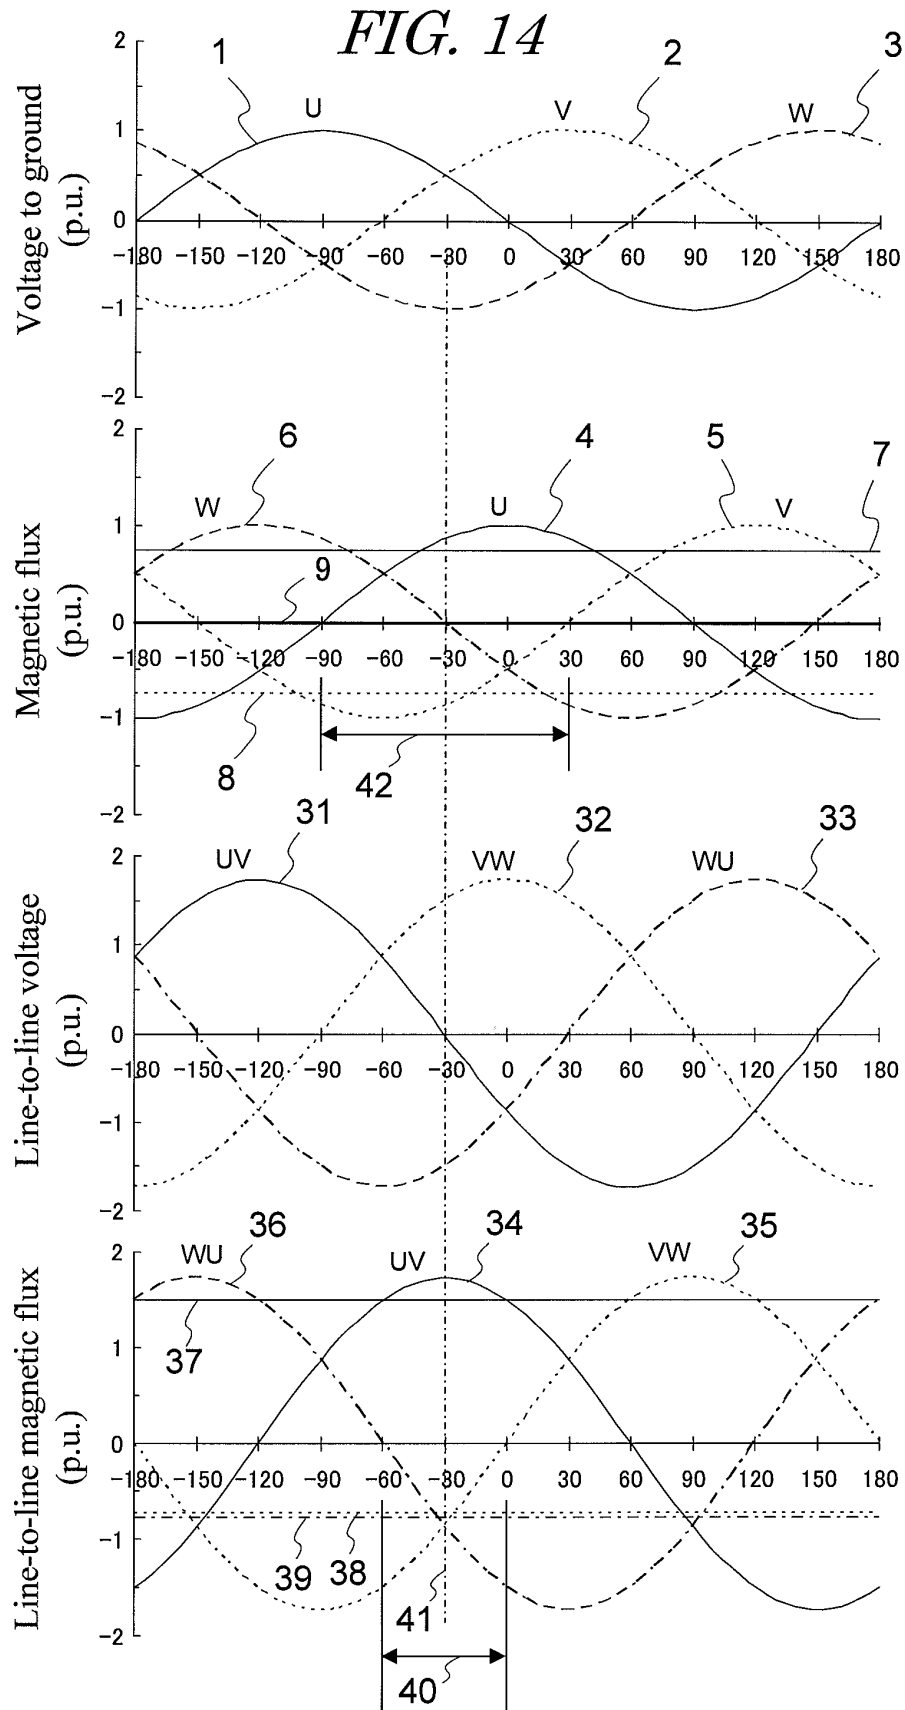 FIG. 14
1
2
3
U
V
W
Voltage to ground
(p.u.)
2
1
0
-1
-2
-180 -150 -120 -90 -60 -30 0 30 60 90 120 150 180
6
4
5
7
W
U
V
9
Magnetic flux
(p.u.)
2
1
0
-1
-2
-180 -150 -120 -90 -60 -30 0 30 60 90 120 150 180
8
42
31
32
33
UV
VW
WU
Line-to-line voltage
(p.u.)
2
1
0
-1
-2
-180 -150 -120 -90 -60 -30 0 30 60 90 120 150 180
36
34
35
WU
UV
VW
37
Line-to-line magnetic flux
(p.u.)
2
1
0
-1
-2
-180 -150 -120 -90 -60 -30 0 30 60 90 120 150 180
39
38
41
40